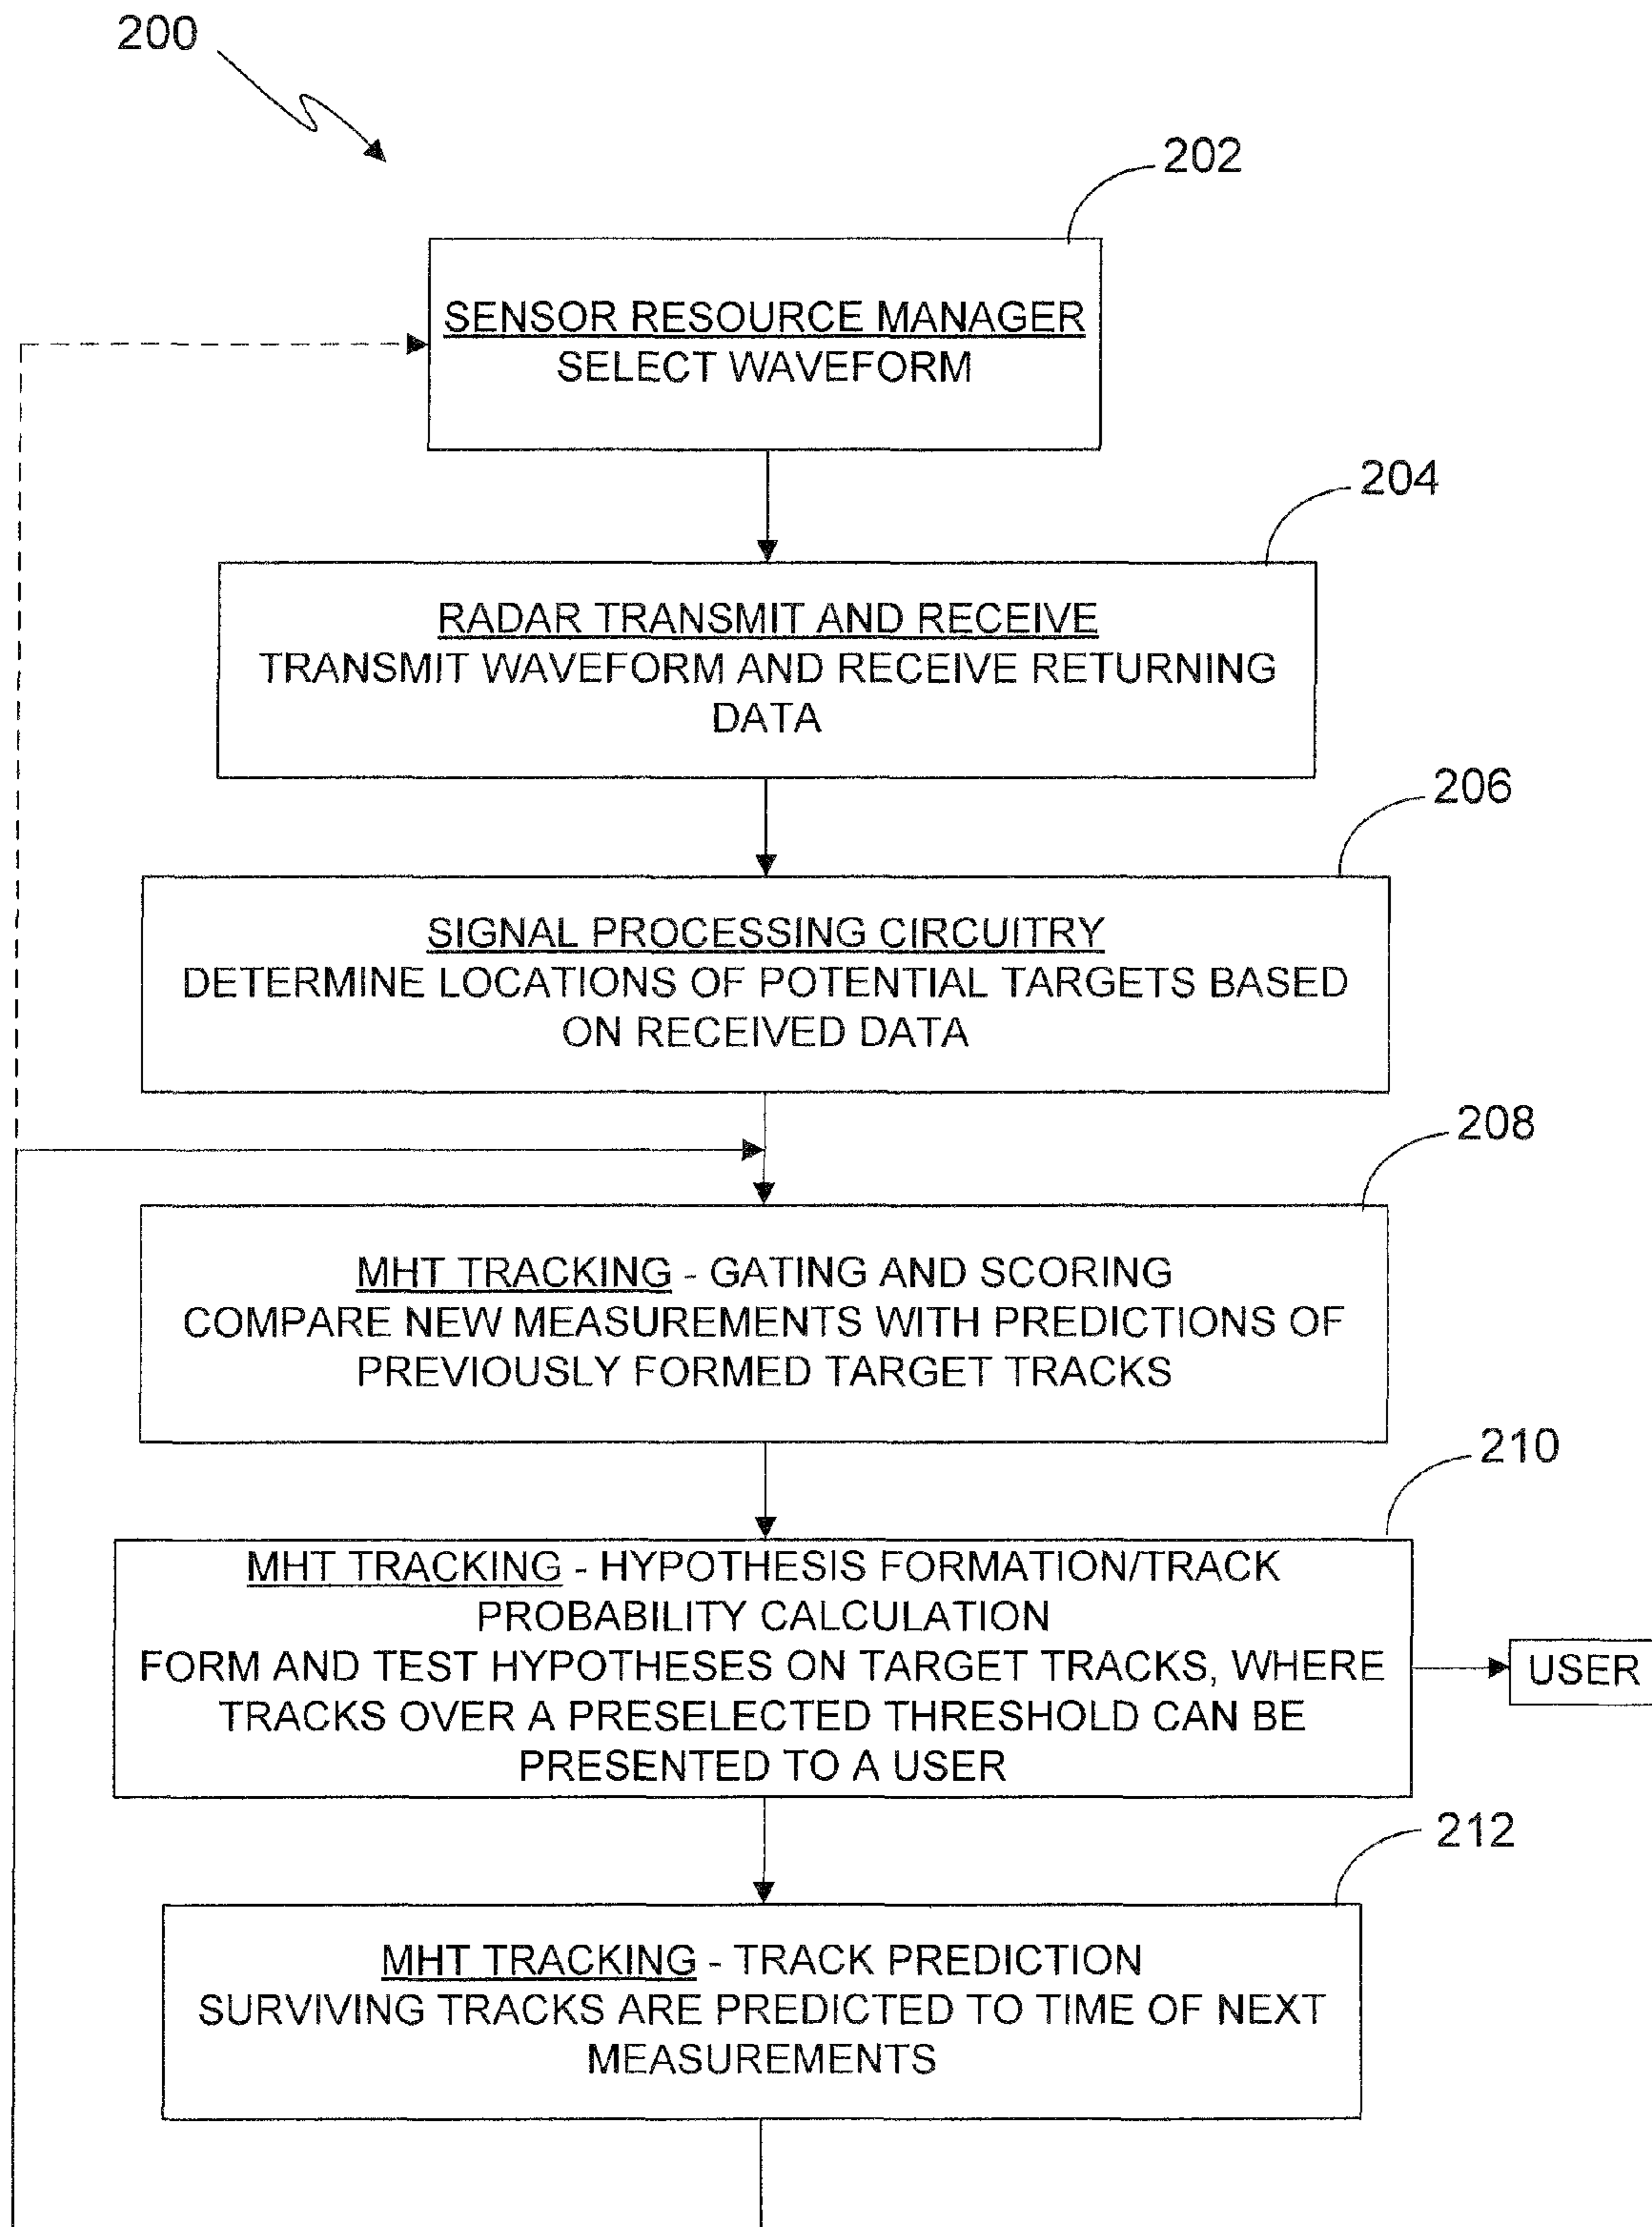 200
202
SENSOR RESOURCE MANAGER
SELECT WAVEFORM
204
RADAR TRANSMIT AND RECEIVE
TRANSMIT WAVEFORM AND RECEIVE RETURNING
DATA
206
SIGNAL PROCESSING CIRCUITRY
DETERMINE LOCATIONS OF POTENTIAL TARGETS BASED
ON RECEIVED DATA
208
MHT TRACKING - GATING AND SCORING
COMPARE NEW MEASUREMENTS WITH PREDICTIONS OF
PREVIOUSLY FORMED TARGET TRACKS
210
MHT TRACKING - HYPOTHESIS FORMATION/TRACK
PROBABILITY CALCULATION
FORM AND TEST HYPOTHESES ON TARGET TRACKS, WHERE
TRACKS OVER A PRESELECTED THRESHOLD CAN BE
PRESENTED TO A USER
USER
212
MHT TRACKING - TRACK PREDICTION
SURVIVING TRACKS ARE PREDICTED TO TIME OF NEXT
MEASUREMENTS